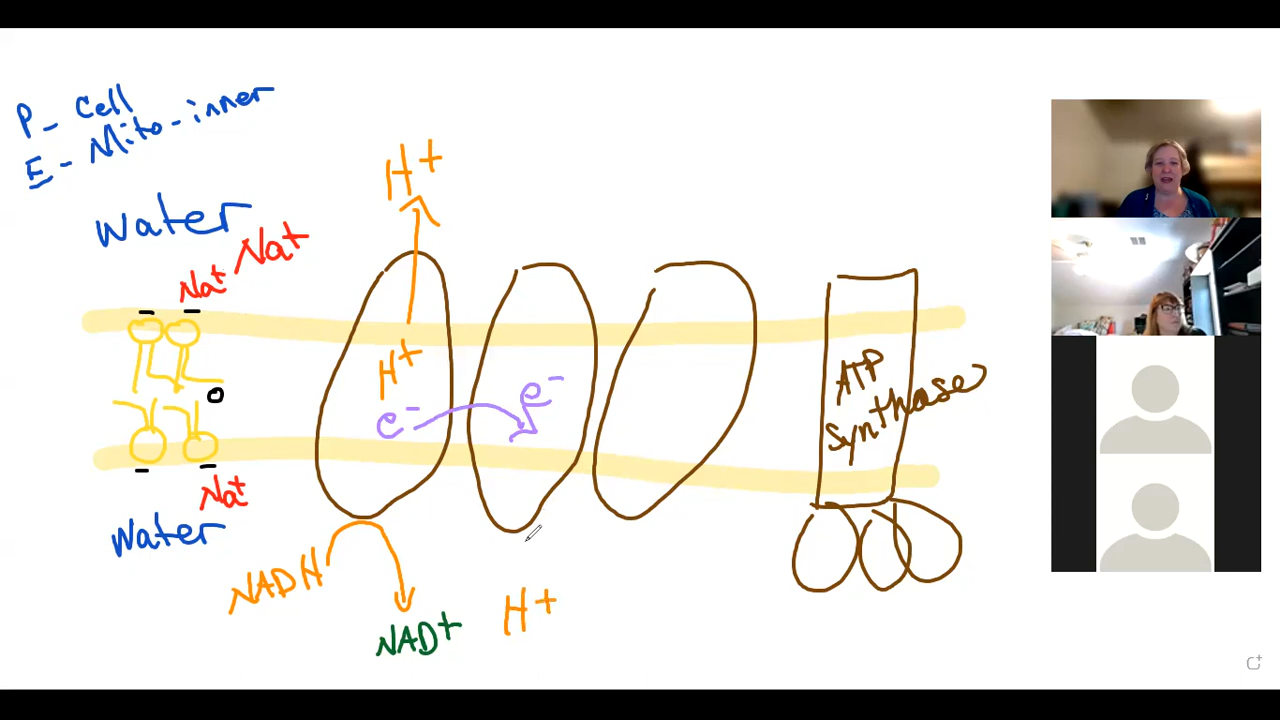 P - Cell
E - Mito-inner
Water
Na+ Na+
H+
H+
e- e-
ATP
Synthase
Na+
Water
NADH
NAD+
H+